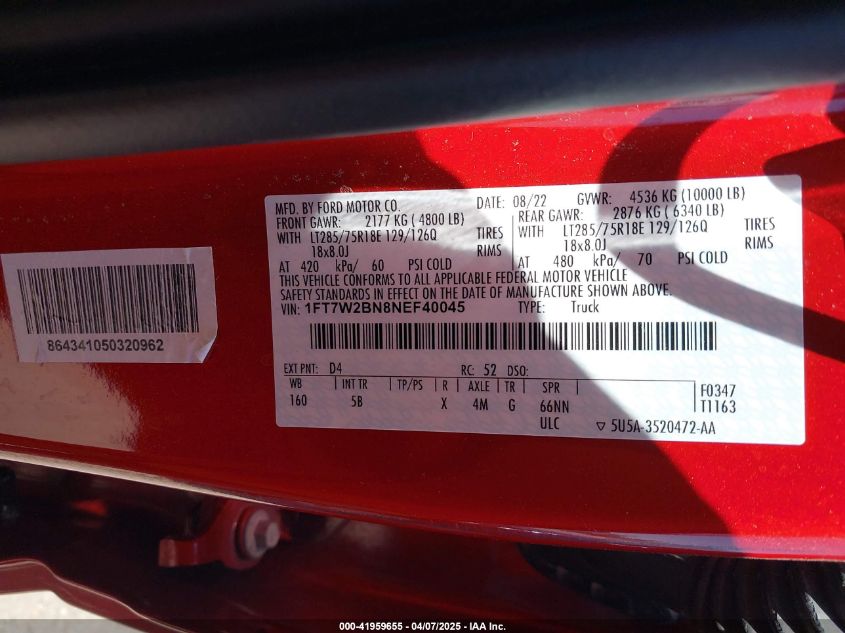 MFD. BY FORD MOTOR CO. DATE: 08/22 GVWR: 4536 KG (10000 LB)
FRONT GAWR: 2177 KG ( 4800 LB) REAR GAWR: 2876 KG ( 6340 LB)
WITH LT285/75R18E 129/126Q TIRES WITH LT285/75R18E 129/126Q TIRES
18x8.0J RIMS 18x8.0J RIMS
AT 420 kPa/ 60 PSI COLD AT 480 kPa/ 70 PSI COLD
THIS VEHICLE CONFORMS TO ALL APPLICABLE FEDERAL MOTOR VEHICLE
SAFETY STANDARDS IN EFFECT ON THE DATE OF MANUFACTURE SHOWN ABOVE.
VIN: 1FT7W2BN8NEF40045 TYPE: Truck
EXT PNT: D4 RC: 52 DSO:
WB INT TR TP/PS R AXLE TR SPR F0347
160 5B X 4M G 66NN T1163
ULC ▽ 5U5A-3520472-AA
864341050320962
000-41959655 - 04/07/2025 - IAA Inc.